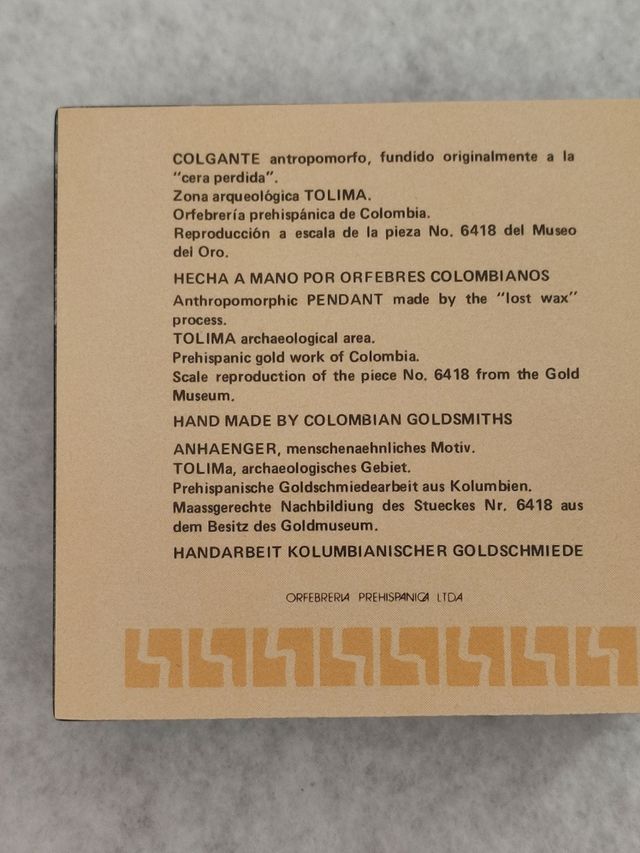 COLGANTE antropomorfo, fundido originalmente a la
"cera perdida".
Zona arqueológica TOLIMA.
Orfebrería prehispánica de Colombia.
Reproducción a escala de la pieza No. 6418 del Museo
del Oro.
HECHA A MANO POR ORFEBRES COLOMBIANOS
Anthropomorphic PENDANT made by the "lost wax"
process.
TOLIMA archaeological area.
Prehispanic gold work of Colombia.
Scale reproduction of the piece No. 6418 from the Gold
Museum.
HAND MADE BY COLOMBIAN GOLDSMITHS
ANHAENGER, menschenaehnliches Motiv.
TOLIMa, archaeologisches Gebiet.
Prehispanische Goldschmiedearbeit aus Kolumbien.
Maassgerechte Nachbildiung des Stueckes Nr. 6418 aus
dem Besitz des Goldmuseum.
HANDARBEIT KOLUMBIANISCHER GOLDSCHMIEDE
ORFEBRERIA PREHISPANICA LTDA